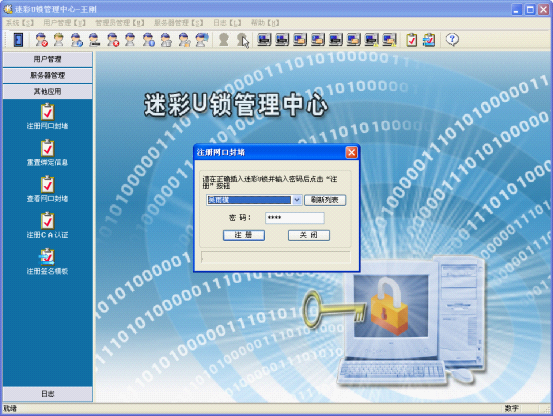 迷彩U锁管理中心-王刚
系统【S】 用户管理【Y】 管理员管理【M】 服务器管理【S】 日志【L】 帮助【H】
用户管理
服务器管理
其他应用
注册网口封堵
重置绑定信息
查看网口封堵
注册CA认证
注册签名模板
日志
迷彩U锁管理中心
注册网口封堵
请在正确插入迷彩U锁并输入密码后点击“注
册”按钮
刷新列表
密 码: ****
注 册 关 闭
就绪 数字